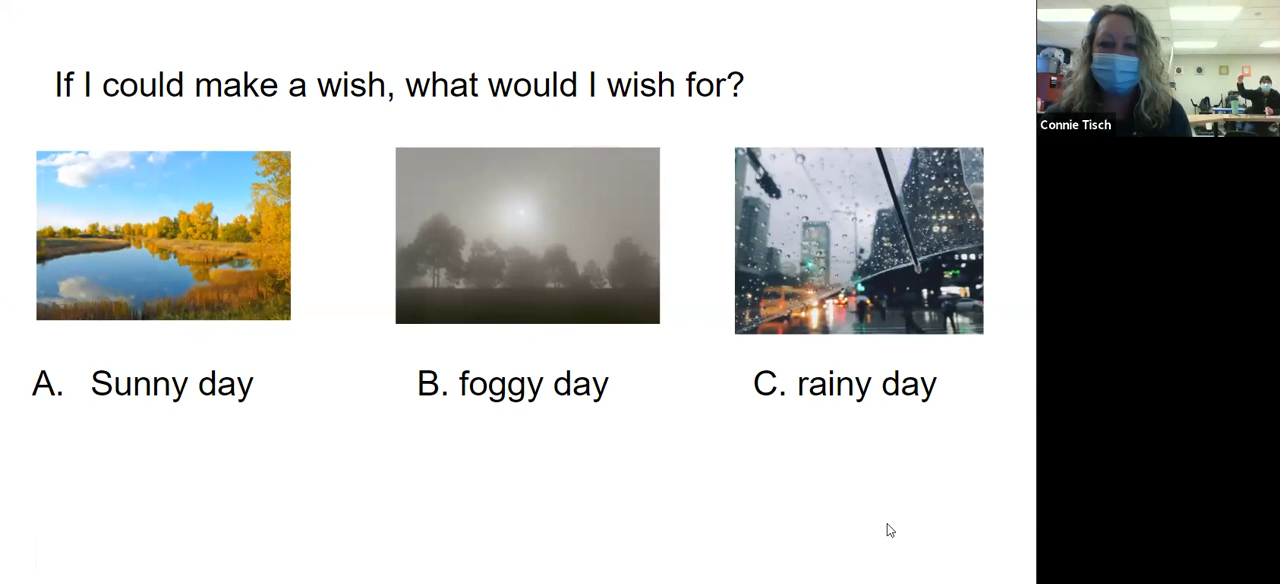 If I could make a wish, what would I wish for?
A. Sunny day
B. foggy day
C. rainy day
Connie Tisch